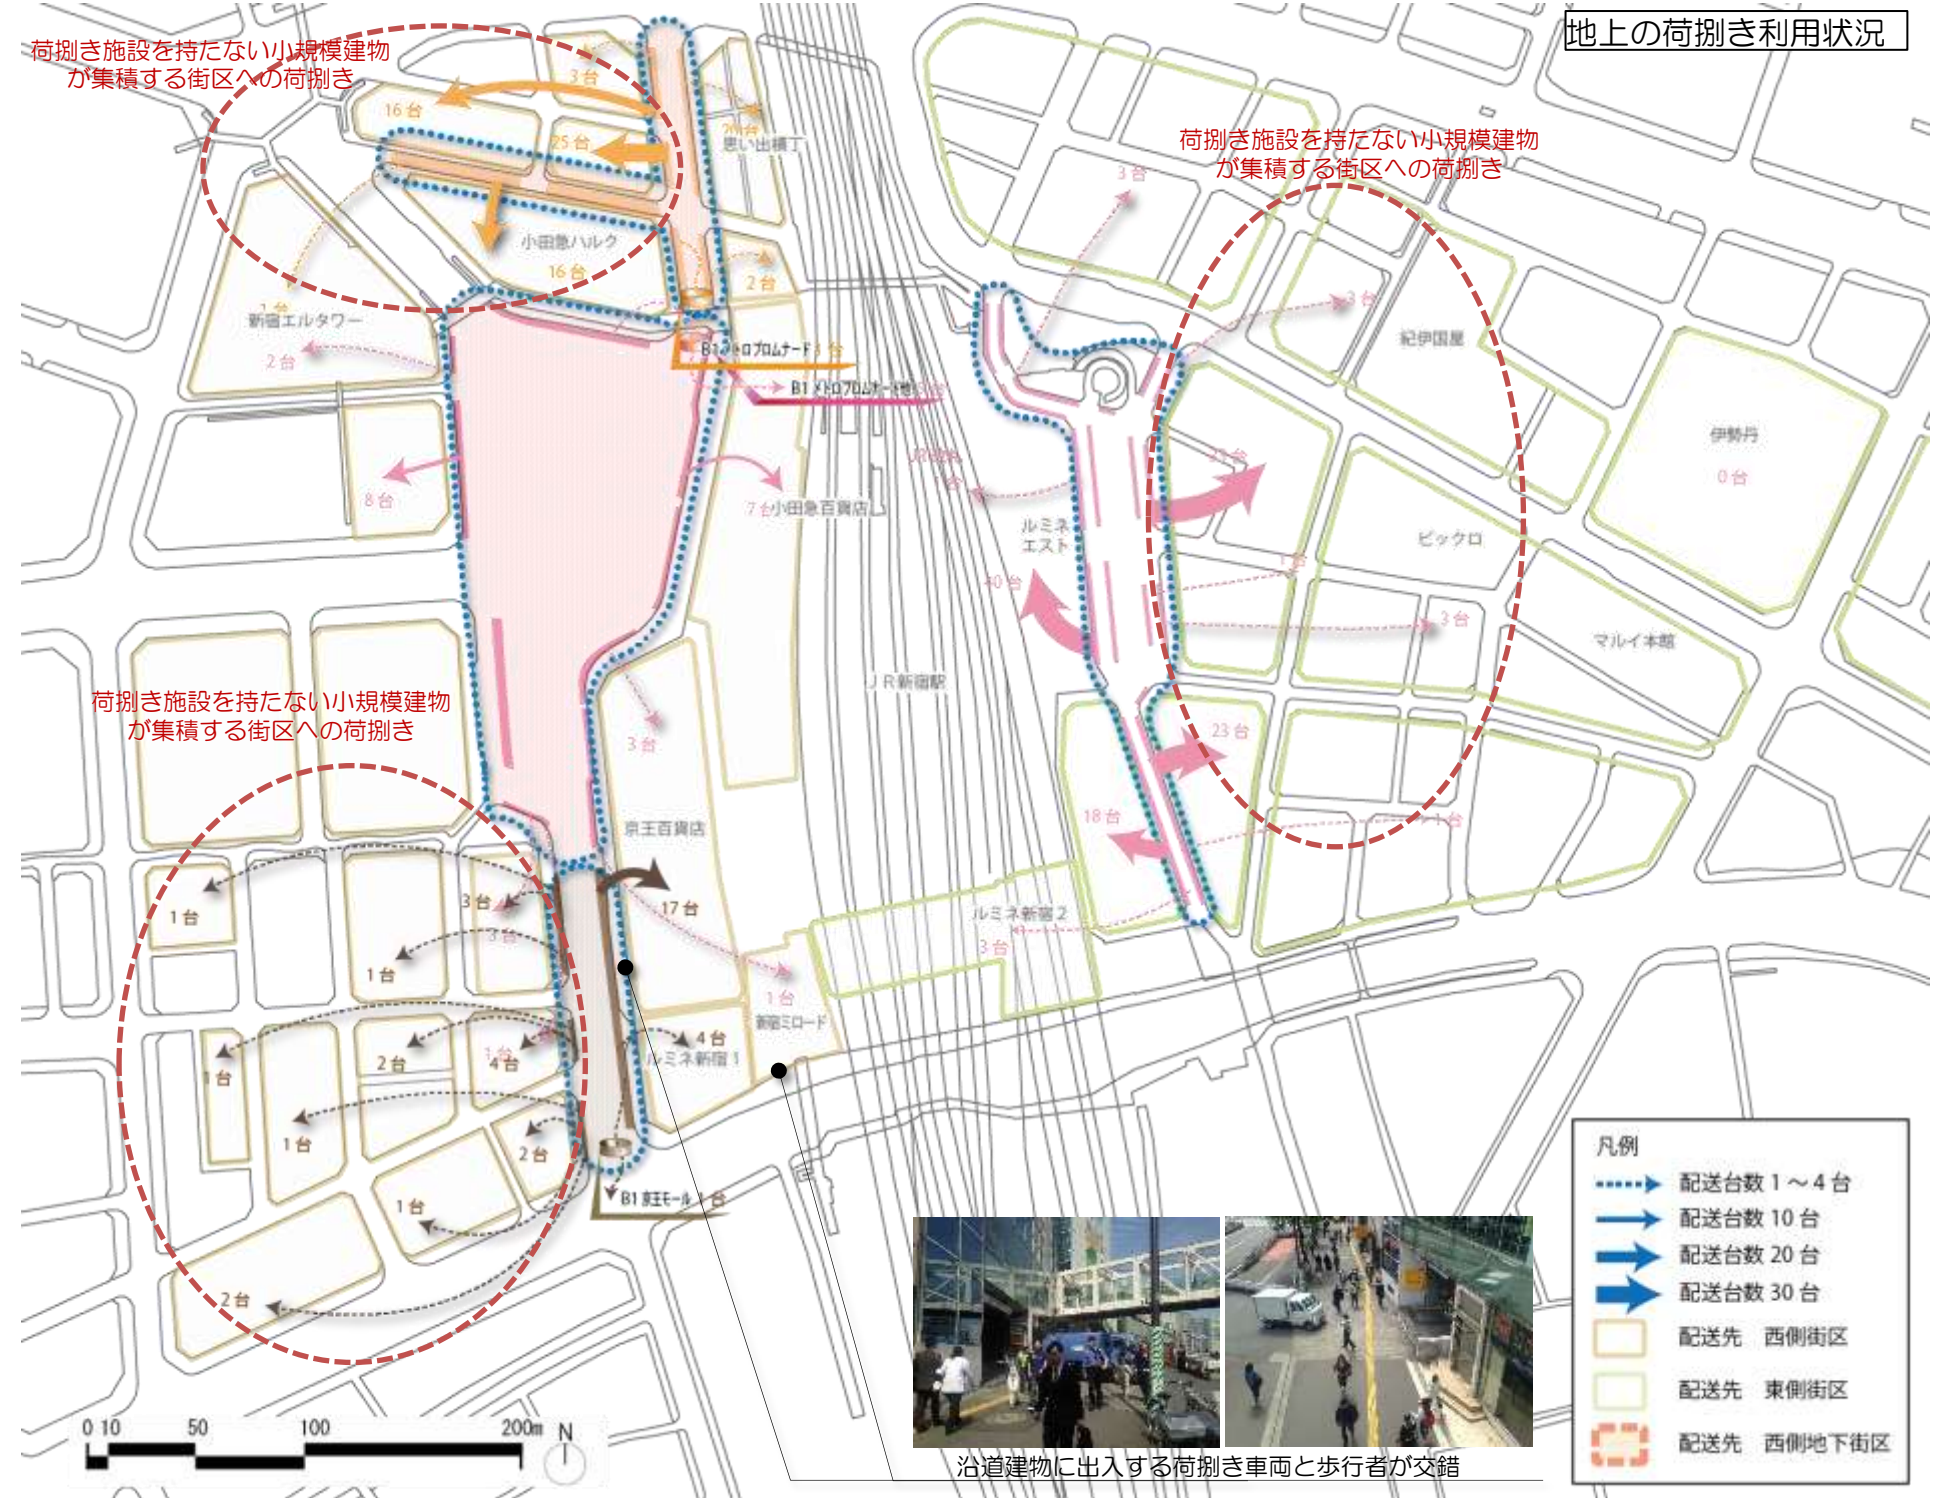 地上の荷捌き利用状況
荷捌き施設を持たない小規模建物
が集積する街区への荷捌き
3台
16台
25台
思い出横丁
小田急ハルク
16台
2台
1台
新宿エルタワー
2台
B1メトロプロムナード
8台
7台
小田急百貨店
荷捌き施設を持たない小規模建物
が集積する街区への荷捌き
3台
3台
紀伊国屋
伊勢丹
0台
ルミネ
エスト
ビックロ
1台
40台
3台
マルイ本館
JR新宿駅
荷捌き施設を持たない小規模建物
が集積する街区への荷捌き
3台
23台
18台
1台
京王百貨店
17台
3台
3台
1台
1台
ルミネ新宿2
3台
1台
新宿ミロード
4台
ルミネ新宿1
1台
2台
4台
1台
2台
1台
2台
B1京王モール 1台
凡例
配送台数 1～4台
配送台数 10台
配送台数 20台
配送台数 30台
配送先 西側街区
配送先 東側街区
配送先 西側地下街区
0 10 50 100 200m N
沿道建物に出入する荷捌き車両と歩行者が交錯